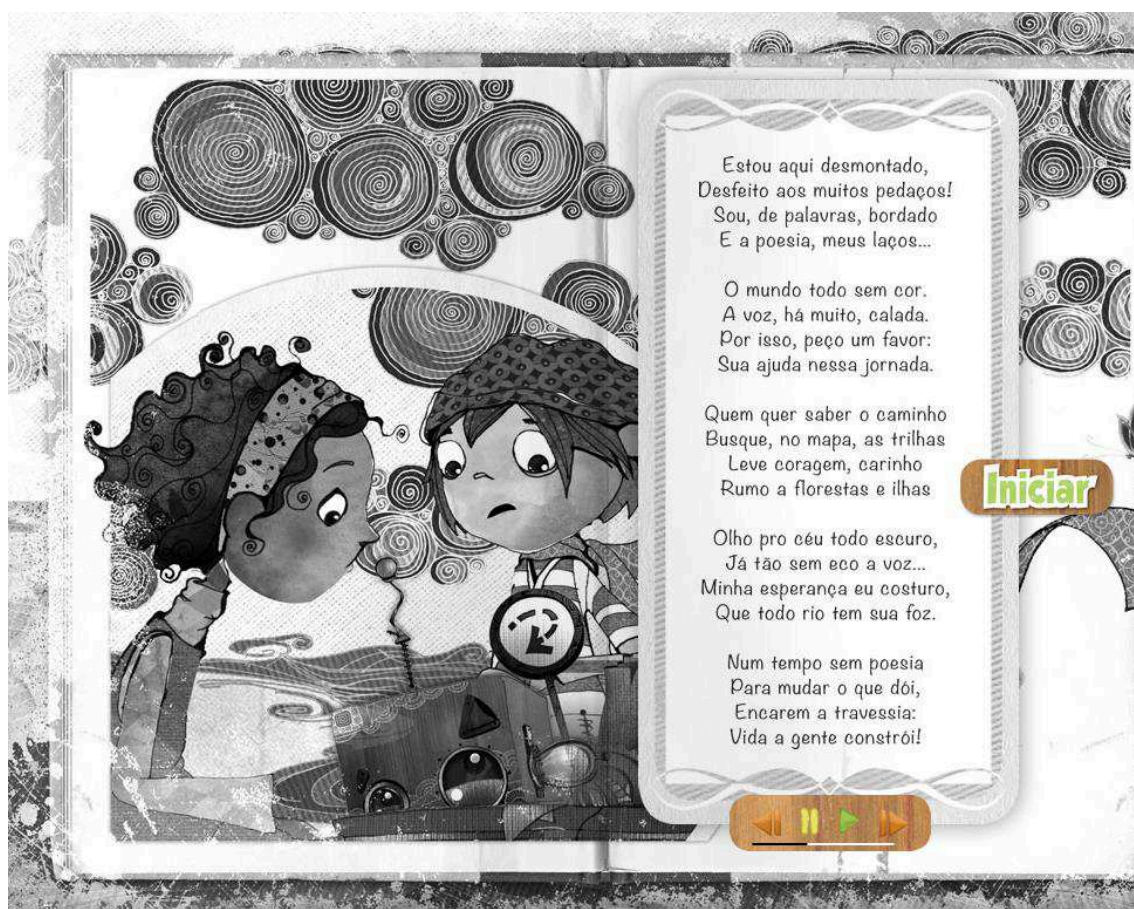 Estou aqui desmontado,
Desfeito aos muitos pedaços!
Sou, de palavras, bordado
E a poesia, meus laços...
O mundo todo sem cor.
A voz, há muito, calada.
Por isso, peço um favor:
Sua ajuda nessa jornada.
Quem quer saber o caminho
Busque, no mapa, as trilhas
Leve coragem, carinho
Rumo a florestas e ilhas
Olho pro céu todo escuro,
Já tão sem eco a voz...
Minha esperança eu costuro,
Que todo rio tem sua foz.
Num tempo sem poesia
Para mudar o que dói,
Encarem a travessia:
Vida a gente constrói!
Iniciar